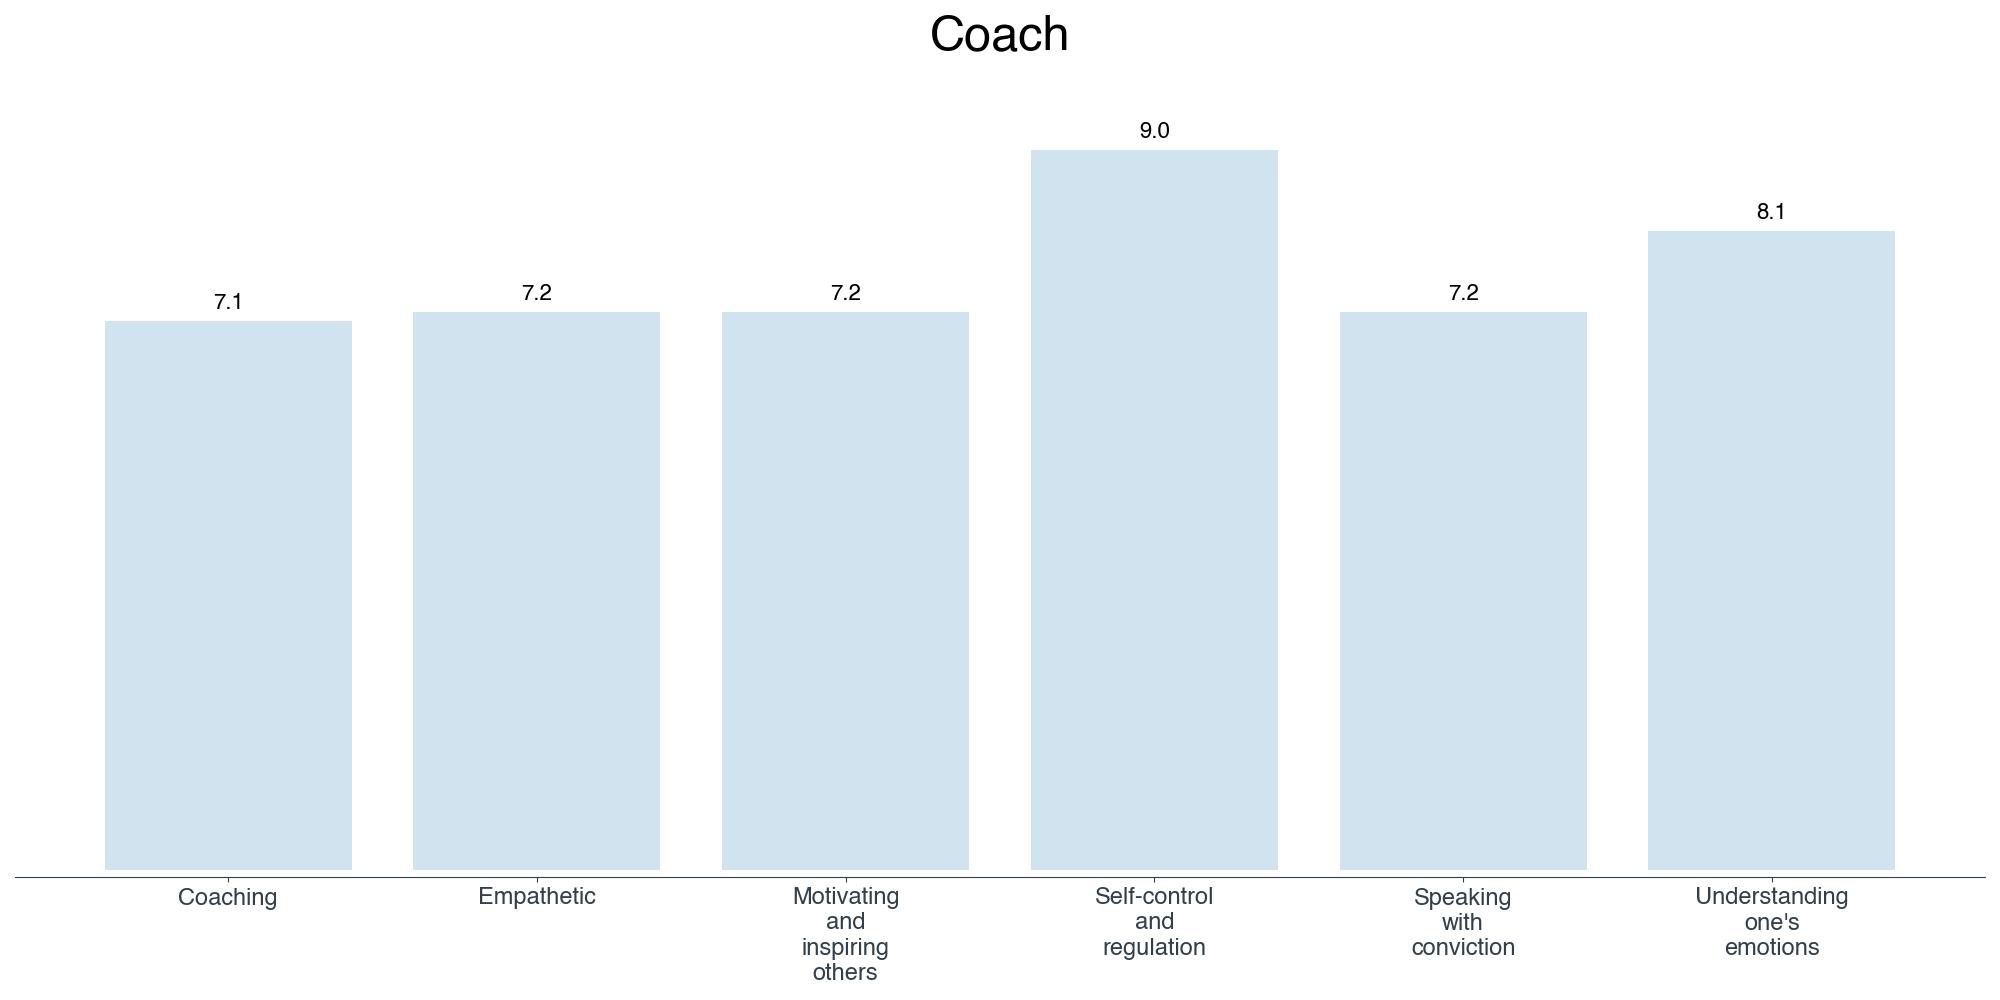 Coach
9.0
8.1
7.1
7.2
7.2
7.2
Coaching
Empathetic
Motivating
and
inspiring
others
Self-control
and
regulation
Speaking
with
conviction
Understanding
one's
emotions